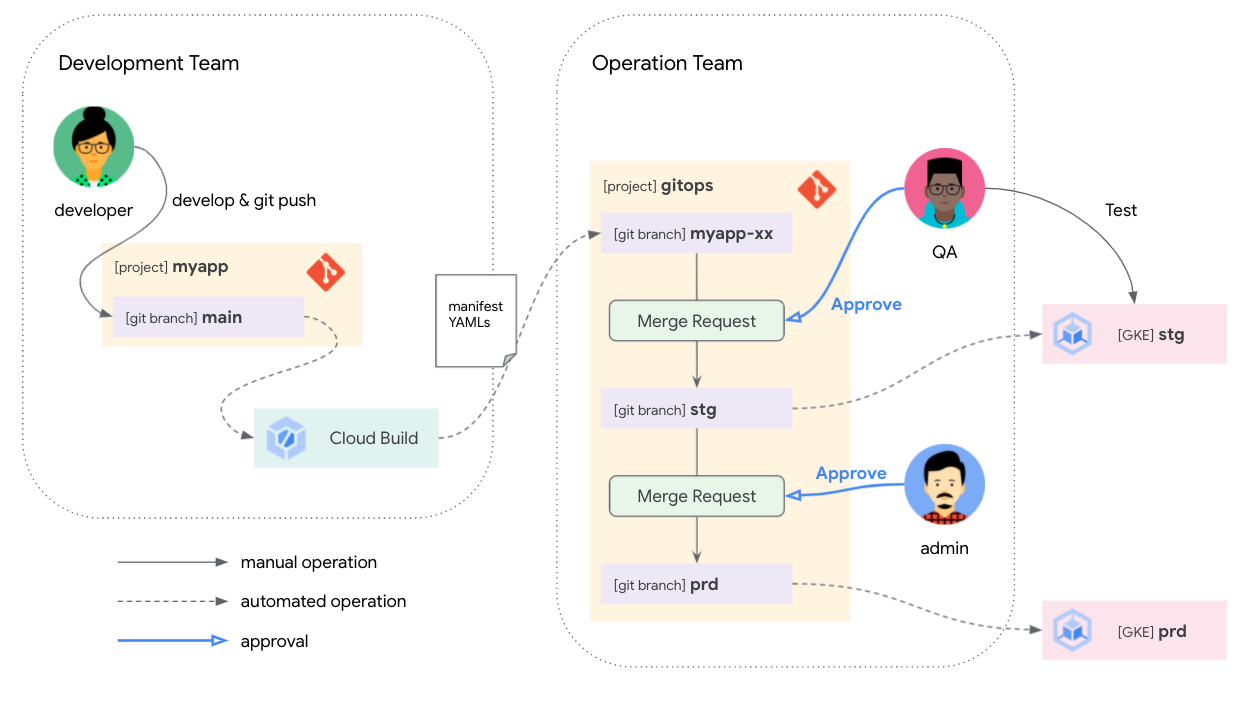 Development Team
developer
develop & git push
[project] myapp
[git branch] main
Cloud Build
manifest
YAMLs
Operation Team
[project] gitops
[git branch] myapp-xx
Merge Request
Approve
QA
Test
[git branch] stg
[GKE] stg
Merge Request
Approve
admin
[git branch] prd
[GKE] prd
manual operation
automated operation
approval